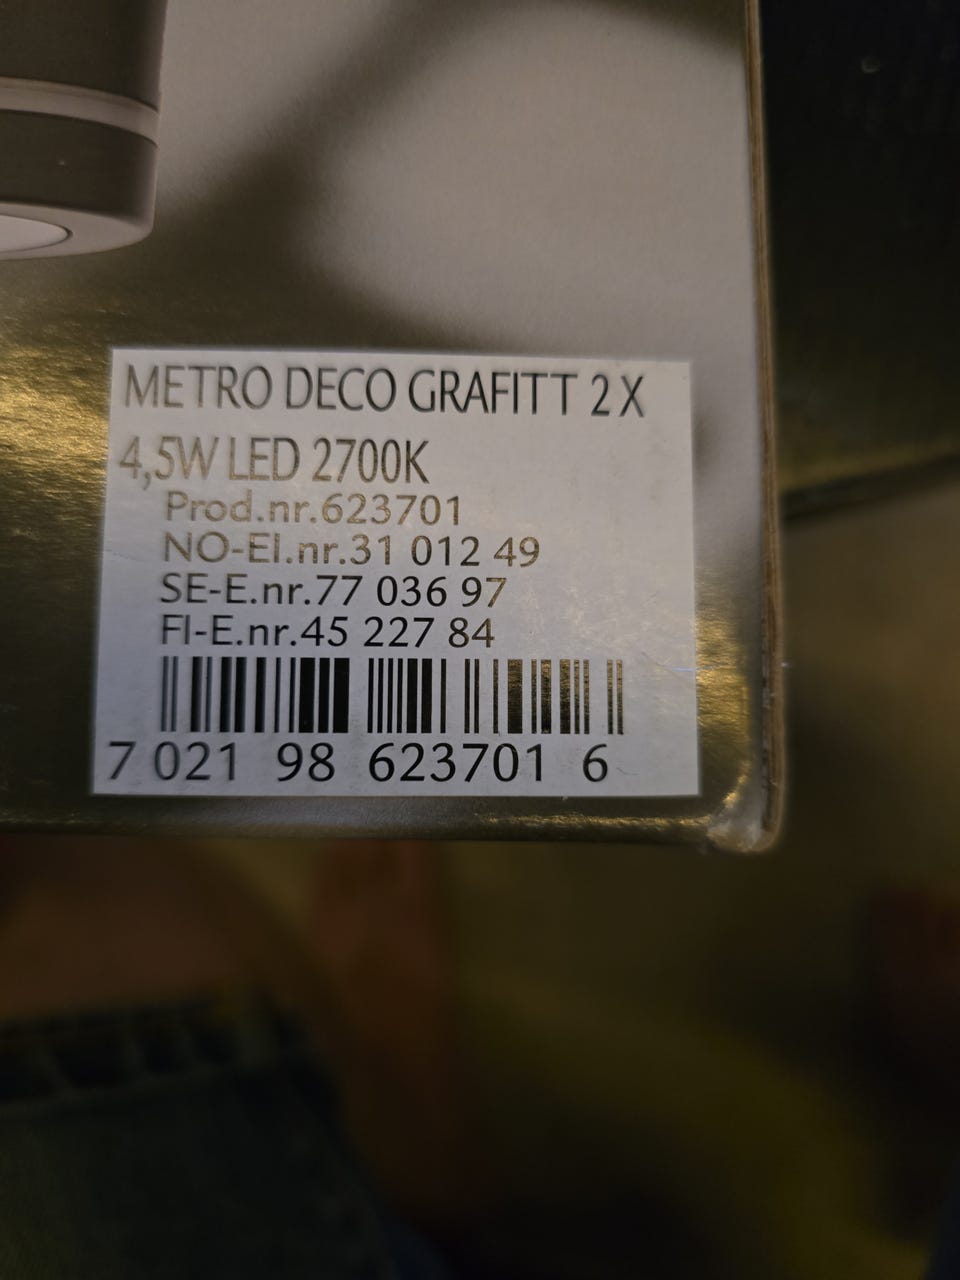 METRO DECO GRAFITT 2 X
4,5W LED 2700K
Prod.nr.623701
NO-El.nr.31 012 49
SE-E.nr.77 036 97
FI-E.nr.45 227 84
7 021 98 623701 6